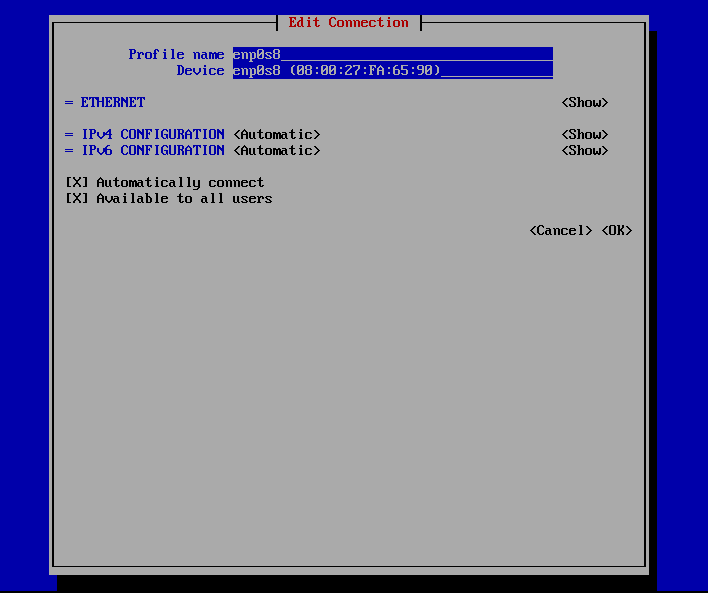 Edit Connection
Profile name enp0s8
Device enp0s8 (08:00:27:FA:65:90)
= ETHERNET <Show>
= IPv4 CONFIGURATION <Automatic> <Show>
= IPv6 CONFIGURATION <Automatic> <Show>
[X] Automatically connect
[X] Available to all users
<Cancel> <OK>